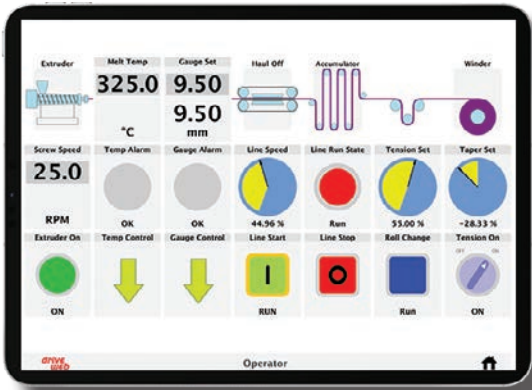 Extruder
Melt Temp
Gauge Set
Haul Off
Accumulator
Winder
325.0
9.50
9.50
°C
mm
Screw Speed
Temp Alarm
Gauge Alarm
Line Speed
Line Run State
Tension Set
Taper Set
25.0
RPM
OK
OK
44.96 %
Run
55.00 %
-28.33 %
Extruder On
Temp Control
Gauge Control
Line Start
Line Stop
Roll Change
Tension On
OFF
ON
I
O
ON
RUN
Run
ON
drive
WEB
Operator